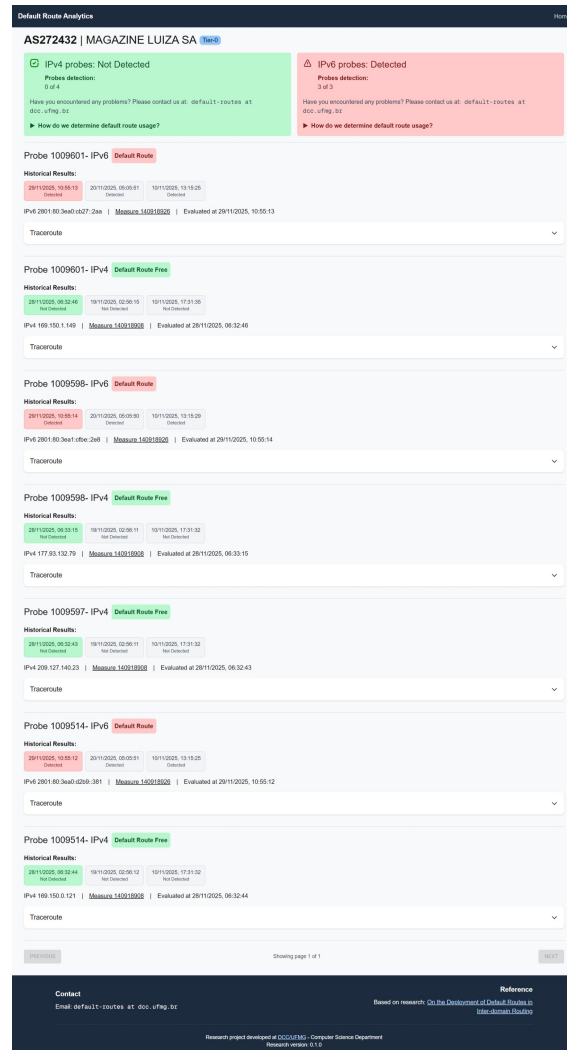 Default Route Analytics
Hom
AS272432 | MAGAZINE LUIZA SA Tier-0
IPv4 probes: Not Detected
Probes detection:
0 of 4
Have you encountered any problems? Please contact us at: default-routes at
dcc.ufmg.br
▶ How do we determine default route usage?
IPv6 probes: Detected
Probes detection:
3 of 3
Have you encountered any problems? Please contact us at: default-routes at
dcc.ufmg.br
▶ How do we determine default route usage?
Probe 1009601- IPv6 Default Route
Historical Results:
29/11/2025, 10:55:13 20/11/2025, 05:05:51 10/11/2025, 13:15:25
Detected Detected Detected
IPv6 2801:80:3ea0:cb27::2aa | Measure 140918926 | Evaluated at 29/11/2025, 10:55:13
Traceroute
Probe 1009601- IPv4 Default Route Free
Historical Results:
28/11/2025, 06:32:46 19/11/2025, 02:56:15 10/11/2025, 17:31:35
Not Detected Not Detected Not Detected
IPv4 169.150.1.149 | Measure 140918908 | Evaluated at 28/11/2025, 06:32:46
Traceroute
Probe 1009598- IPv6 Default Route
Historical Results:
29/11/2025, 10:55:14 20/11/2025, 05:05:50 10/11/2025, 13:15:29
Detected Detected Detected
IPv6 2801:80:3ea1:cfbe::2e8 | Measure 140918926 | Evaluated at 29/11/2025, 10:55:14
Traceroute
Probe 1009598- IPv4 Default Route Free
Historical Results:
28/11/2025, 06:33:15 19/11/2025, 02:56:11 10/11/2025, 17:31:32
Not Detected Not Detected Not Detected
IPv4 177.93.132.79 | Measure 140918908 | Evaluated at 28/11/2025, 06:33:15
Traceroute
Probe 1009597- IPv4 Default Route Free
Historical Results:
28/11/2025, 06:32:43 19/11/2025, 02:56:11 10/11/2025, 17:31:32
Not Detected Not Detected Not Detected
IPv4 209.127.140.23 | Measure 140918908 | Evaluated at 28/11/2025, 06:32:43
Traceroute
Probe 1009514- IPv6 Default Route
Historical Results:
29/11/2025, 10:55:12 20/11/2025, 05:05:51 10/11/2025, 13:15:25
Detected Detected Detected
IPv6 2801:80:3ea0:d2b9::381 | Measure 140918926 | Evaluated at 29/11/2025, 10:55:12
Traceroute
Probe 1009514- IPv4 Default Route Free
Historical Results:
28/11/2025, 06:32:44 19/11/2025, 02:56:12 10/11/2025, 17:31:32
Not Detected Not Detected Not Detected
IPv4 169.150.0.121 | Measure 140918908 | Evaluated at 28/11/2025, 06:32:44
Traceroute
PREVIOUS Showing page 1 of 1 NEXT
Contact
Email: default-routes at dcc.ufmg.br
Reference
Based on research: On the Deployment of Default Routes in
Inter-domain Routing
Research project developed at DCC/UFMG - Computer Science Department
Research version: 0.1.0